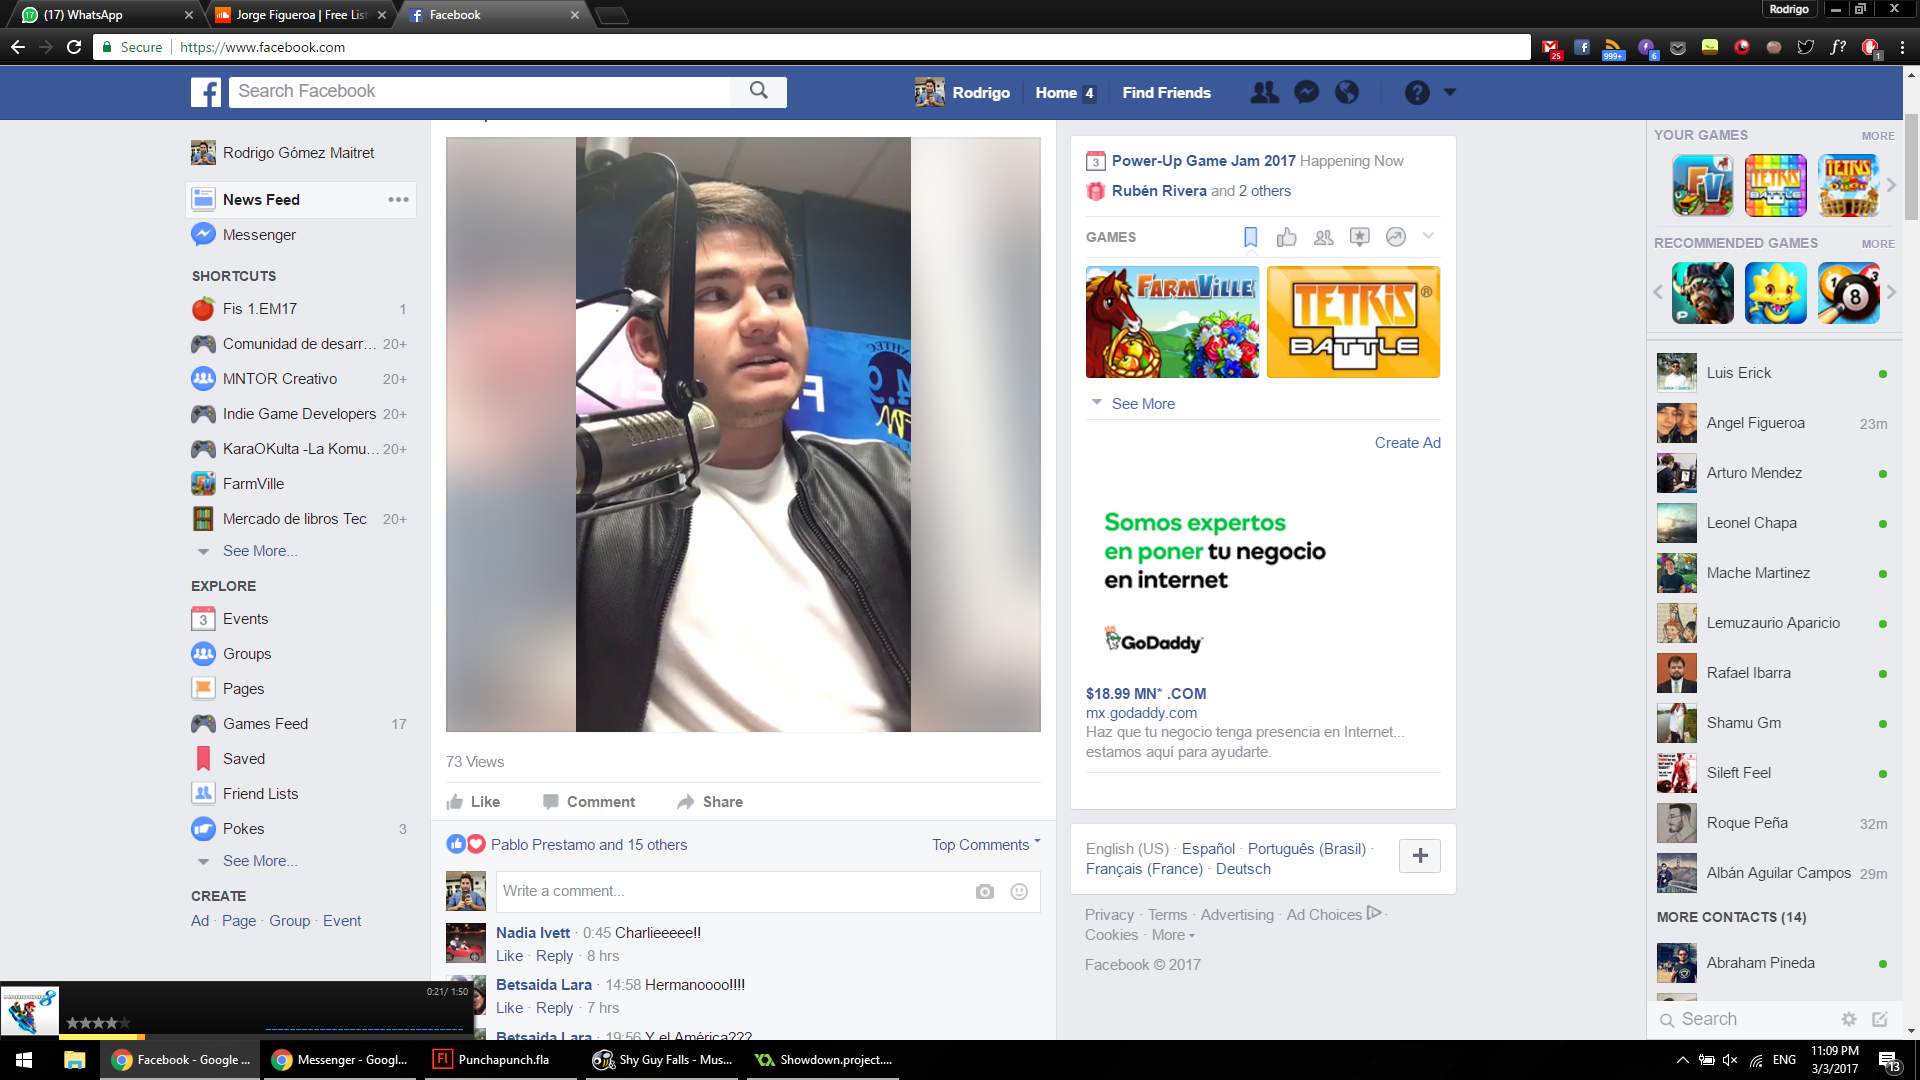 (17) WhatsApp
Jorge Figueroa | Free List
Facebook
Rodrigo
Secure
https://www.facebook.com
25
999+
6
f?
1
Search Facebook
Rodrigo
Home 4
Find Friends
Rodrigo Gómez Maitret
News Feed
Messenger
SHORTCUTS
Fis 1.EM17 1
Comunidad de desarr... 20+
MNTOR Creativo 20+
Indie Game Developers 20+
KaraOKulta -La Komu... 20+
FarmVille
Mercado de libros Tec 20+
See More...
EXPLORE
3 Events
Groups
Pages
Games Feed 17
Saved
Friend Lists
Pokes 3
See More...
CREATE
Ad · Page · Group · Event
73 Views
Like
Comment
Share
Pablo Prestamo and 15 others
Top Comments
Write a comment...
Nadia Ivett · 0:45 Charlieeeee!!
Like · Reply · 8 hrs
Betsaida Lara · 14:58 Hermanoooo!!!!
Like · Reply · 7 hrs
Betsaida Lara · 19:56 Y el América???
3 Power-Up Game Jam 2017 Happening Now
Rubén Rivera and 2 others
GAMES
FARMVILLE
TETRIS®
BATTLE
See More
Create Ad
Somos expertos
en poner tu negocio
en internet
GoDaddy
$18.99 MN* .COM
mx.godaddy.com
Haz que tu negocio tenga presencia en Internet...
estamos aquí para ayudarte.
English (US) · Español · Português (Brasil) ·
Français (France) · Deutsch
Privacy · Terms · Advertising · Ad Choices ·
Cookies · More
Facebook © 2017
YOUR GAMES MORE
FV
TETRIS
BATTLE
TETRIS
RECOMMENDED GAMES MORE
8
Luis Erick
Angel Figueroa 23m
Arturo Mendez
Leonel Chapa
Mache Martinez
Lemuzaurio Aparicio
Rafael Ibarra
Shamu Gm
Sileft Feel
Roque Peña 32m
Albán Aguilar Campos 29m
MORE CONTACTS (14)
Abraham Pineda
Search
0:21/ 1:50
Facebook - Google ...
Messenger - Googl...
Punchapunch.fla
Shy Guy Falls - Mus...
Showdown.project....
ENG
11:09 PM
3/3/2017
13